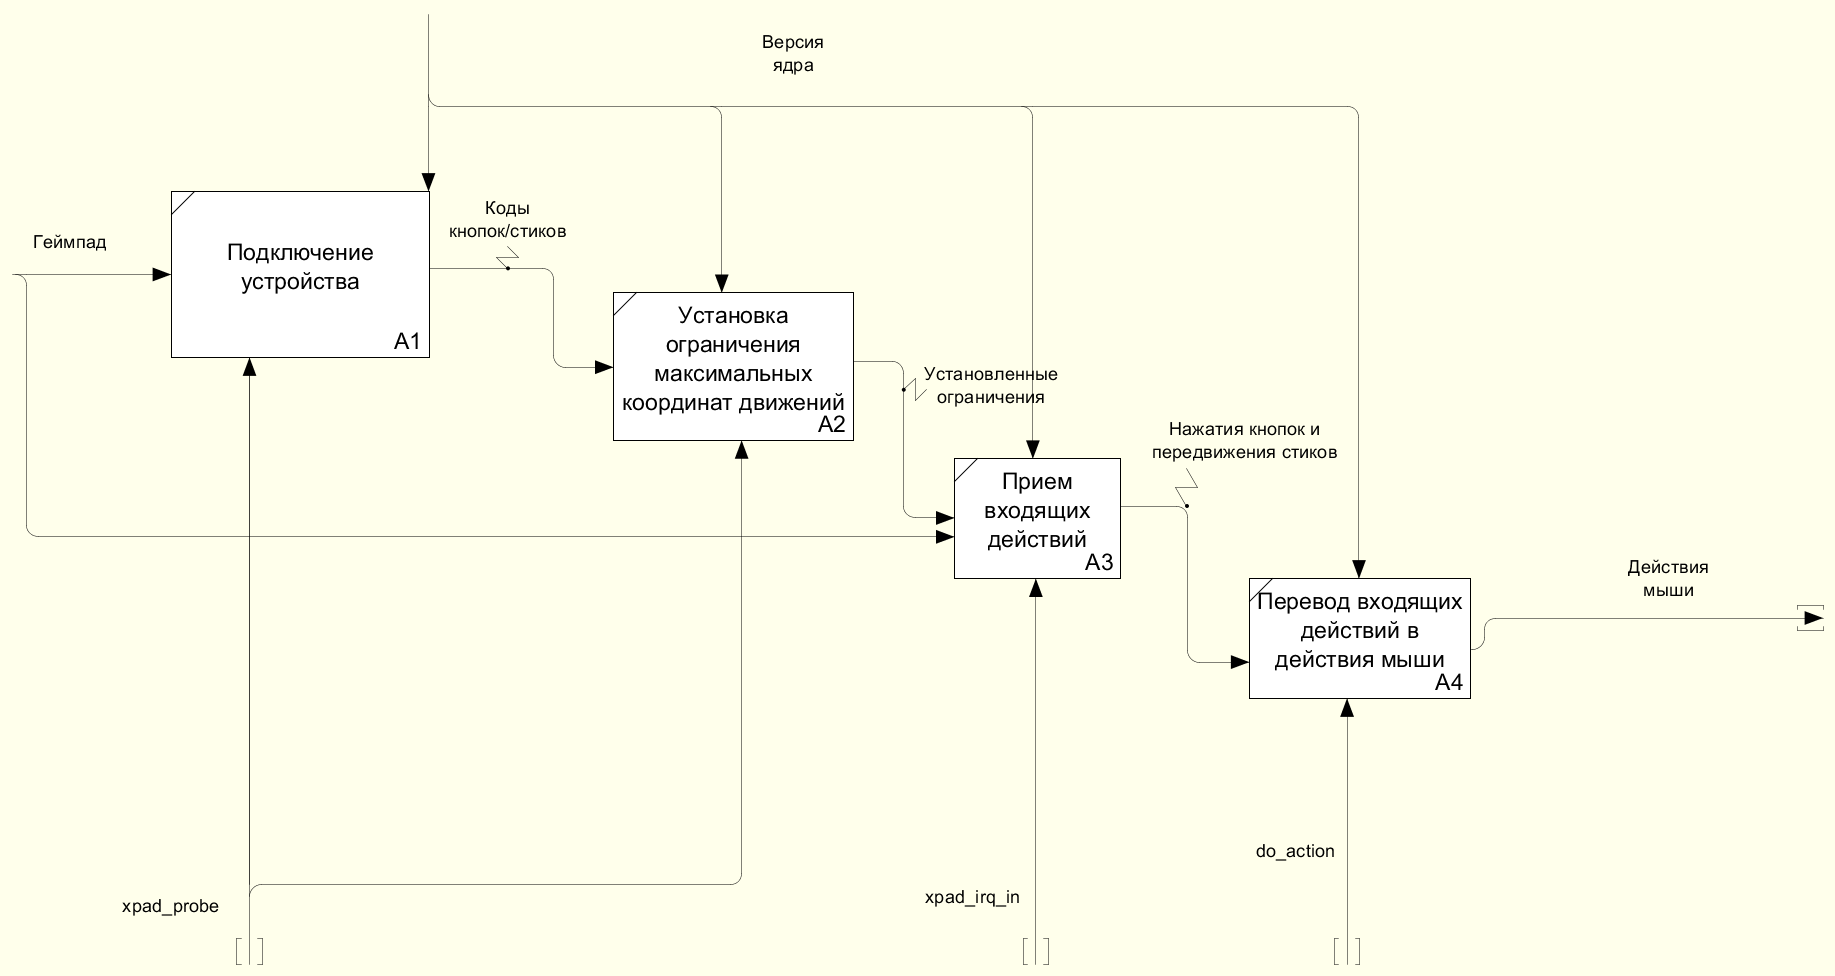 Версия
ядра
Геймпад
Подключение
устройства
A1
Коды
кнопок/стиков
Установка
ограничения
максимальных
координат движений
A2
Установленные
ограничения
Прием
входящих
действий
A3
Нажатия кнопок и
передвижения стиков
Перевод входящих
действий в
действия мыши
A4
Действия
мыши
xpad_probe
xpad_irq_in
do_action